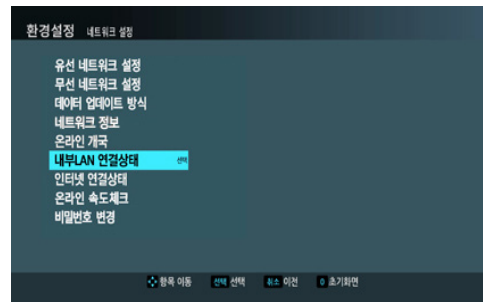 환경설정 네트워크 설정
유선 네트워크 설정
무선 네트워크 설정
데이터 업데이트 방식
네트워크 정보
온라인 개국
내부LAN 연결상태 선택
인터넷 연결상태
온라인 속도체크
비밀번호 변경
항목 이동 선택 선택 취소 이전 0 초기화면